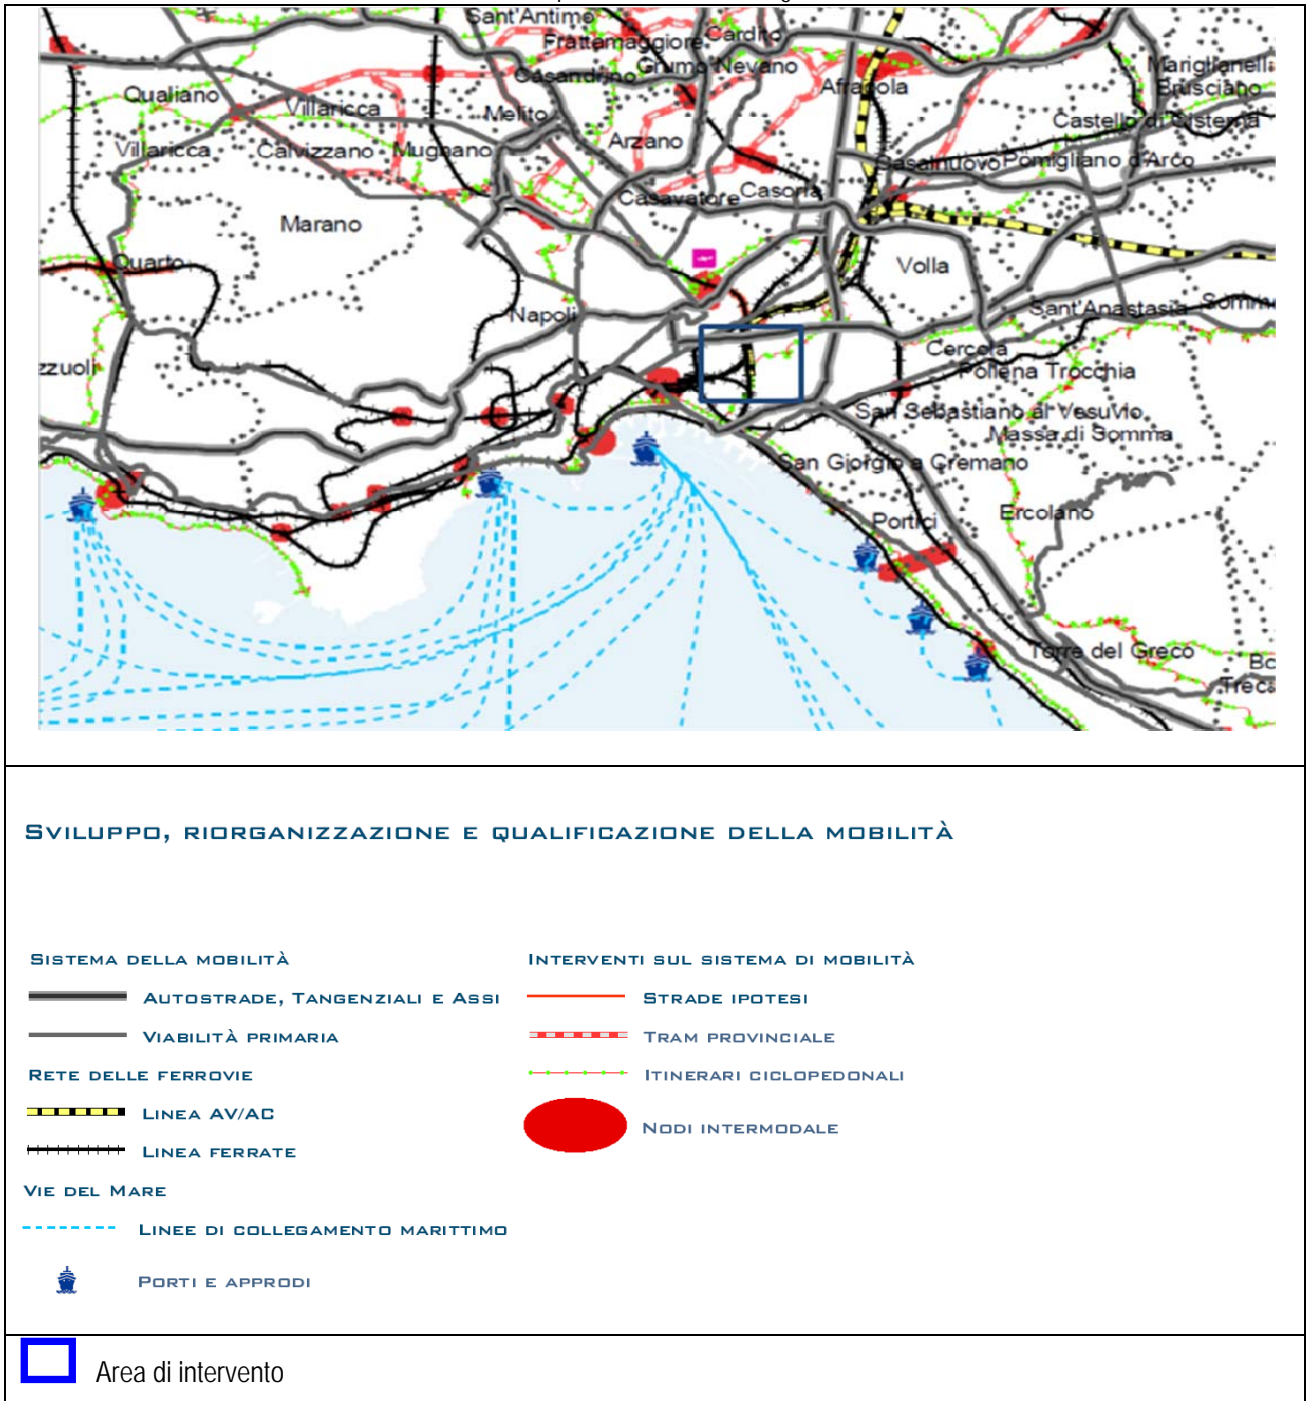 Sant'Antimo
Frattamaggiore
Cardito
Casandrino
Grumo Nevano
Mariglianell
Brusciano
Qualiano
Villaricca
Melito
Afragola
Castello di Cisterna
Arzano
Villaricca
Calvizzano
Mugnano
Casalnuovo
Pomigliano d'Arco
Casavatore
Casoria
Marano
Quarto
Volla
Napoli
Sant'Anastasia
Somm
Cercola
zzuoli
Pollena Trocchia
San Sebastiano al Vesuvio
Massa di Somma
San Giorgio a Cremano
Portici
Ercolano
Torre del Greco
Bo
Trec
SVILUPPO, RIORGANIZZAZIONE E QUALIFICAZIONE DELLA MOBILITÀ
SISTEMA DELLA MOBILITÀ
AUTOSTRADE, TANGENZIALI E ASSI
VIABILITÀ PRIMARIA
RETE DELLE FERROVIE
LINEA AV/AC
LINEA FERRATE
VIE DEL MARE
LINEE DI COLLEGAMENTO MARITTIMO
PORTI E APPRODI
INTERVENTI SUL SISTEMA DI MOBILITÀ
STRADE IPOTESI
TRAM PROVINCIALE
ITINERARI CICLOPEDONALI
NODI INTERMODALE
Area di intervento